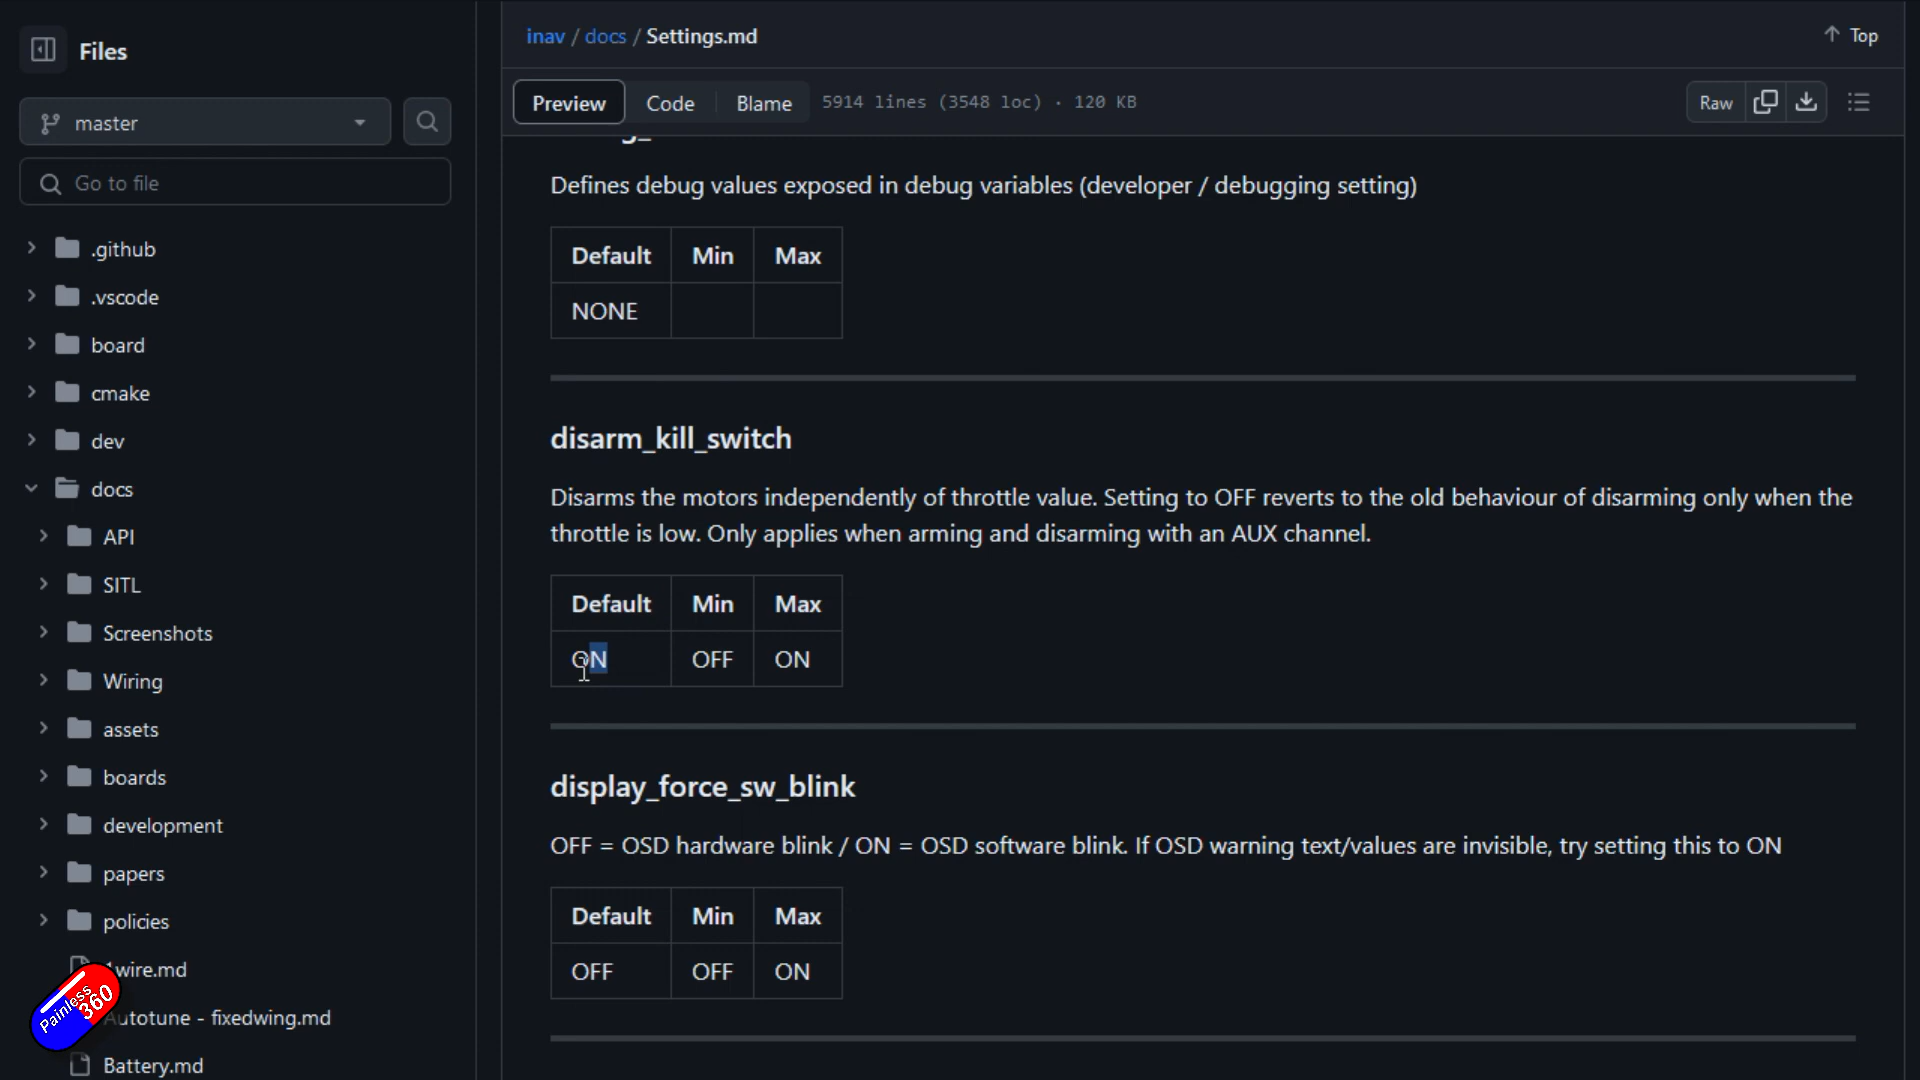 Files
master
Go to file
.github
.vscode
board
cmake
dev
docs
API
SITL
Screenshots
Wiring
assets
boards
development
papers
policies
wire.md
Autotune - fixedwing.md
Battery.md
Painless
360
inav / docs / Settings.md
Top
Preview Code Blame 5914 lines (3548 loc) · 120 KB
Raw
Defines debug values exposed in debug variables (developer / debugging setting)
Default Min Max
NONE
disarm_kill_switch
Disarms the motors independently of throttle value. Setting to OFF reverts to the old behaviour of disarming only when the
throttle is low. Only applies when arming and disarming with an AUX channel.
Default Min Max
ON OFF ON
display_force_sw_blink
OFF = OSD hardware blink / ON = OSD software blink. If OSD warning text/values are invisible, try setting this to ON
Default Min Max
OFF OFF ON